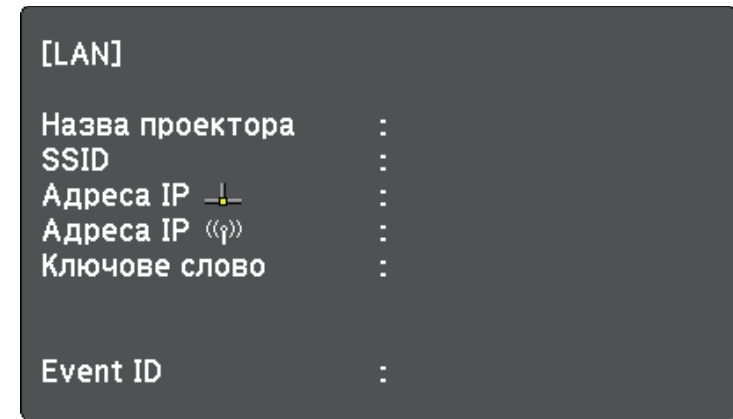 [LAN]
Назва проектора :
SSID :
Адреса IP :
Адреса IP :
Ключове слово :
Event ID :